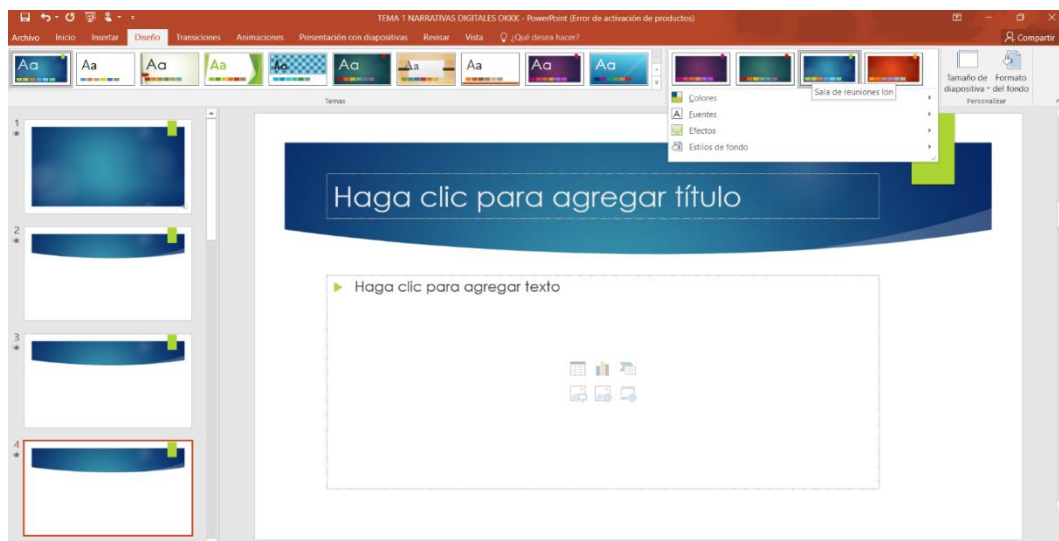 TEMA 1 NARRATIVAS DIGITALES OKKK - PowerPoint (Error de activación de productos)
Archivo Inicio Insertar Diseño Transiciones Animaciones Presentación con diapositivas Revisar Vista ¿Qué desea hacer? Compartir
Aa Aa Aa Aa Aa Aa Aa Aa Aa Aa
Sala de reuniones Ion
Tamaño de diapositiva
Formato del fondo
Temas
Personalizar
Colores
Fuentes
Efectos
Estilos de fondo
1
2
3
4
Haga clic para agregar título
Haga clic para agregar texto